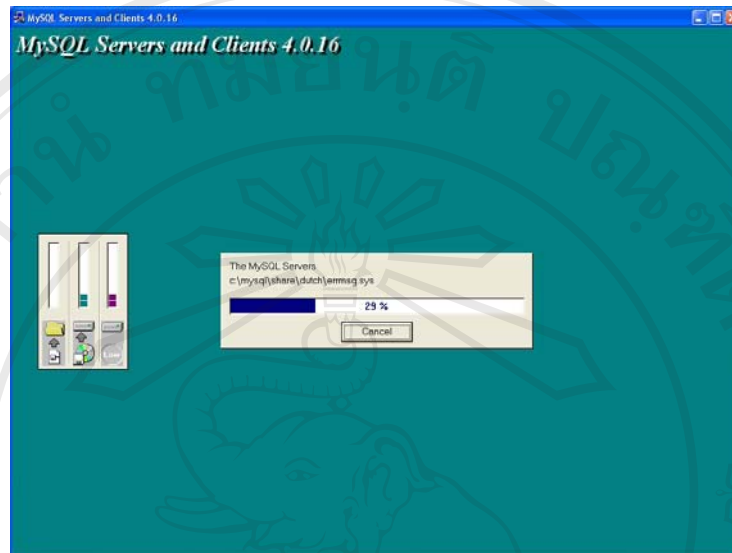 MySQL Servers and Clients 4.0.16
MySQL Servers and Clients 4.0.16
The MySQL Servers
c:\mysql\share\dutch\errmsg.sys
29 %
Cancel
Low